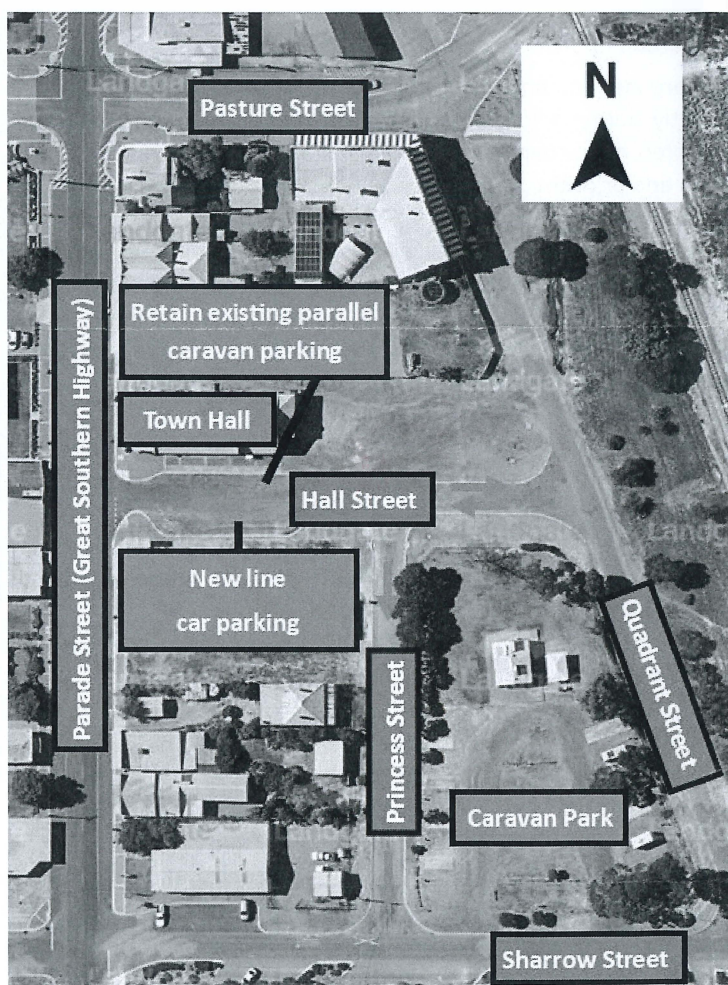 N
Pasture Street
Retain existing parallel
caravan parking
Town Hall
Parade Street (Great Southern Highway)
Hall Street
New line
car parking
Princess Street
Quadrant Street
Caravan Park
Sharrow Street